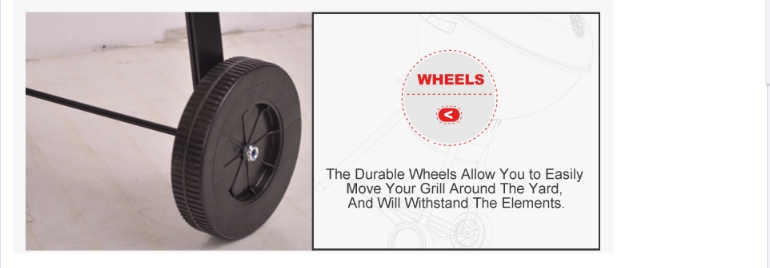 WHEELS
<
The Durable Wheels Allow You to Easily
Move Your Grill Around The Yard,
And Will Withstand The Elements.